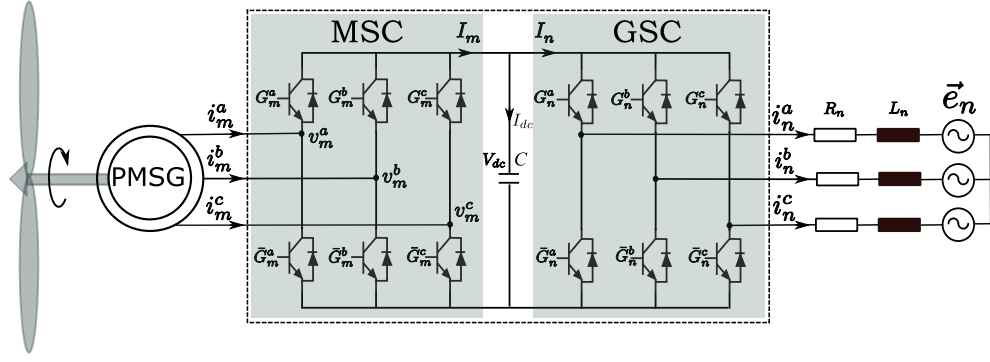 MSC
I_m
I_n
GSC
G_m^a
G_m^b
G_m^c
G_n^a
G_n^b
G_n^c
i_m^a
v_m^a
I_dc
i_n^a
R_n
L_n
e⃗_n
PMSG
i_m^b
v_m^b
V_dc
C
i_n^b
i_m^c
v_m^c
i_n^c
Ḡ_m^a
Ḡ_m^b
Ḡ_m^c
Ḡ_n^a
Ḡ_n^b
Ḡ_n^c